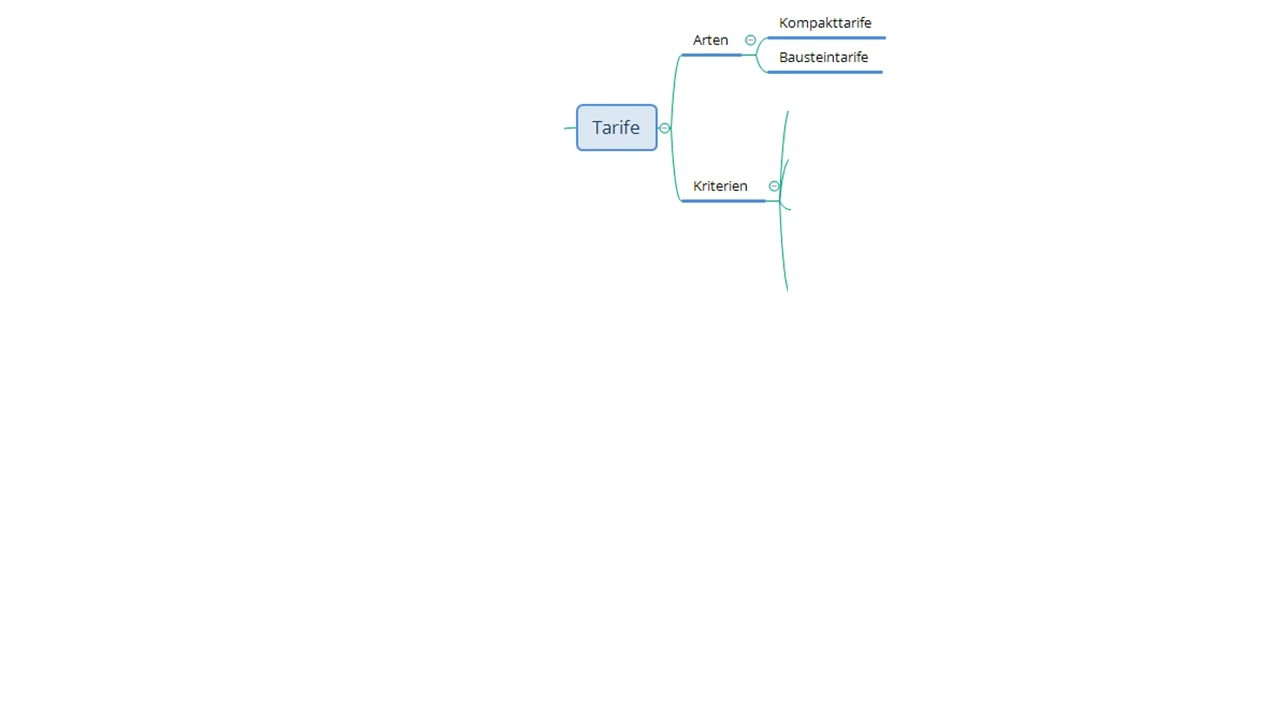 Kompakttarife
Arten
Bausteintarife
Tarife
Kriterien